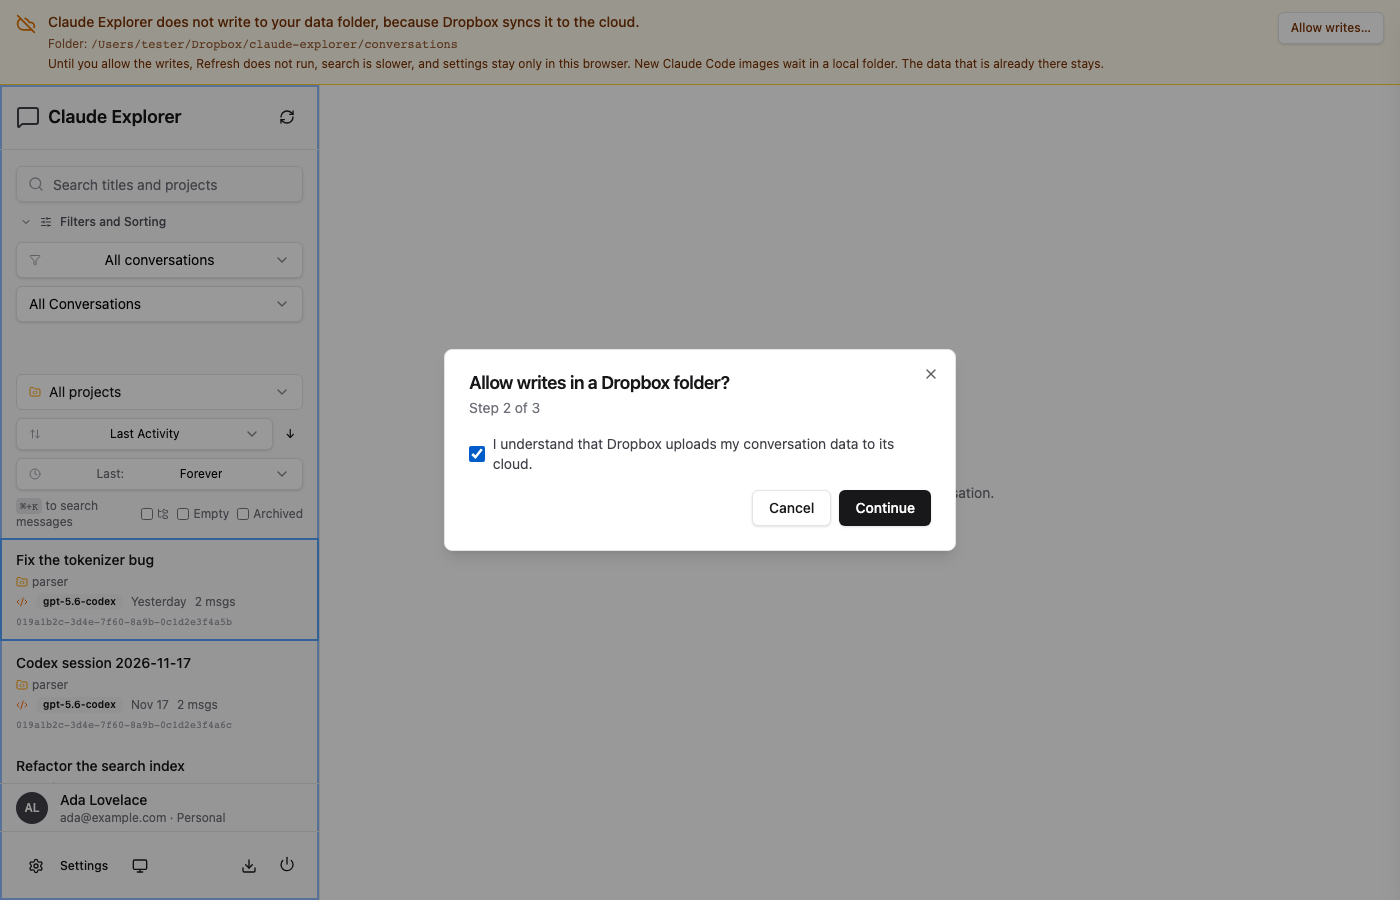 Claude Explorer does not write to your data folder, because Dropbox syncs it to the cloud.
Folder: /Users/tester/Dropbox/claude-explorer/conversations
Until you allow the writes, Refresh does not run, search is slower, and settings stay only in this browser. New Claude Code images wait in a local folder. The data that is already there stays.
Allow writes...
Claude Explorer
Search titles and projects
Filters and Sorting
All conversations
All Conversations
All projects
Last Activity
Last: Forever
⌘+K to search
messages
Empty
Archived
Fix the tokenizer bug
parser
gpt-5.6-codex Yesterday 2 msgs
019a1b2c-3d4e-7f60-8a9b-0c1d2e3f4a5b
Codex session 2026-11-17
parser
gpt-5.6-codex Nov 17 2 msgs
019a1b2c-3d4e-7f60-8a9b-0c1d2e3f4a6c
Refactor the search index
AL
Ada Lovelace
ada@example.com · Personal
Settings
Allow writes in a Dropbox folder?
Step 2 of 3
I understand that Dropbox uploads my conversation data to its
cloud.
Cancel
Continue
sation.